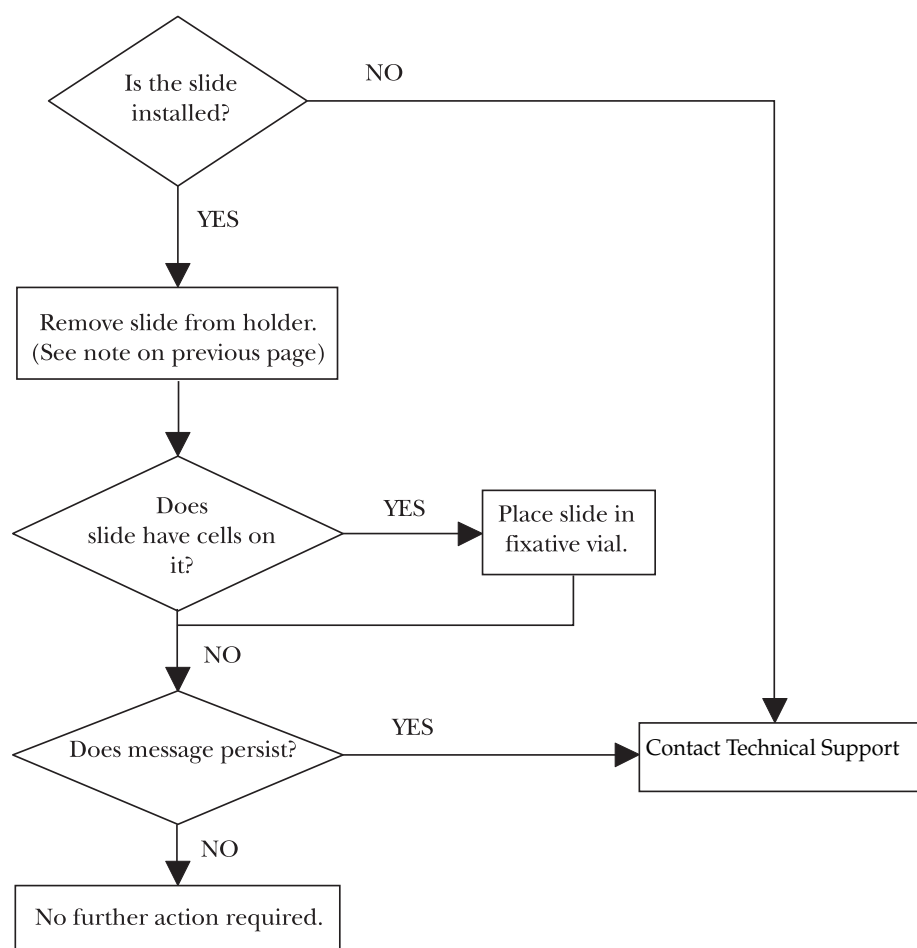 Is the slide
installed?
NO
YES
Remove slide from holder.
(See note on previous page)
Does
slide have cells on
it?
YES
Place slide in
fixative vial.
NO
Does message persist?
YES
Contact Technical Support
NO
No further action required.